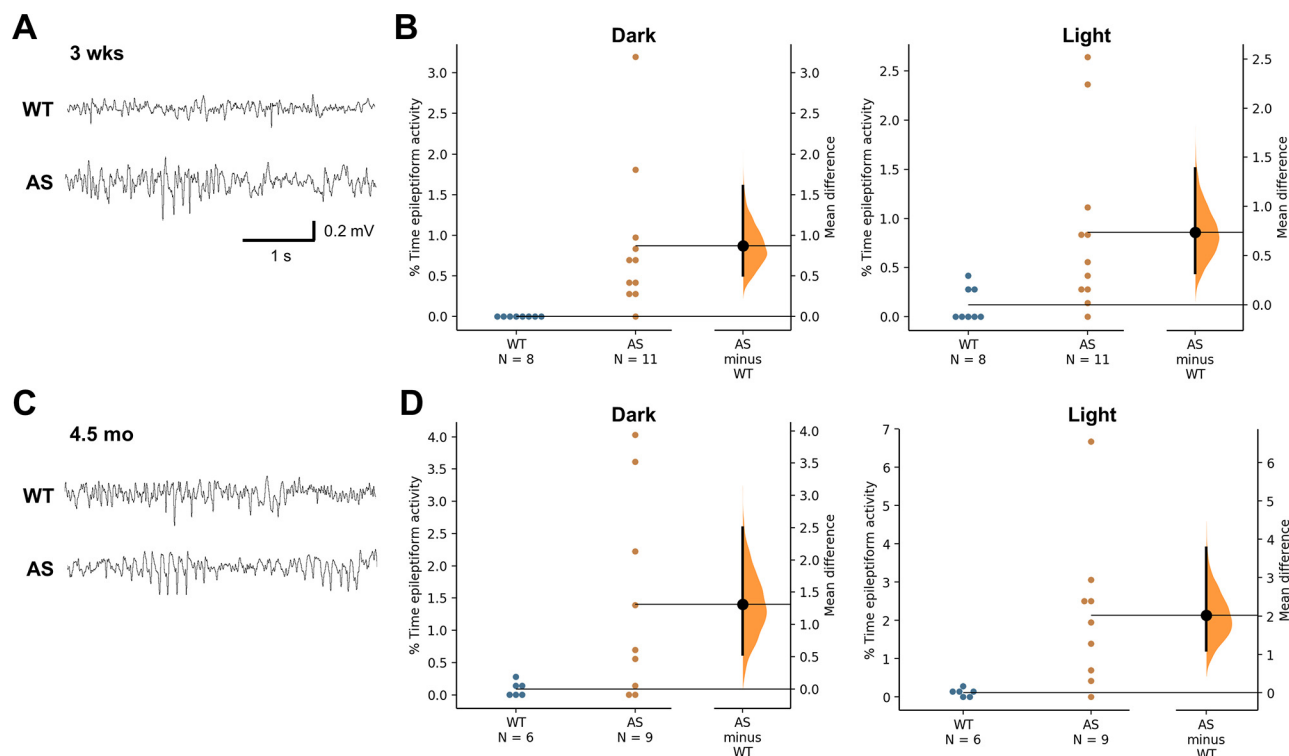 A
3 wks
WT
AS
0.2 mV
1 s
B
Dark
% Time epileptiform activity
3.0
2.5
2.0
1.5
1.0
0.5
0.0
3.0
2.5
2.0
1.5
1.0
0.5
0.0
Mean difference
WT
N = 8
AS
N = 11
AS
minus
WT
Light
% Time epileptiform activity
2.5
2.0
1.5
1.0
0.5
0.0
2.5
2.0
1.5
1.0
0.5
0.0
Mean difference
WT
N = 8
AS
N = 11
AS
minus
WT
C
4.5 mo
WT
AS
D
Dark
% Time epileptiform activity
4.0
3.5
3.0
2.5
2.0
1.5
1.0
0.5
0.0
4.0
3.5
3.0
2.5
2.0
1.5
1.0
0.5
0.0
Mean difference
WT
N = 6
AS
N = 9
AS
minus
WT
Light
% Time epileptiform activity
7
6
5
4
3
2
1
0
6
5
4
3
2
1
0
Mean difference
WT
N = 6
AS
N = 9
AS
minus
WT